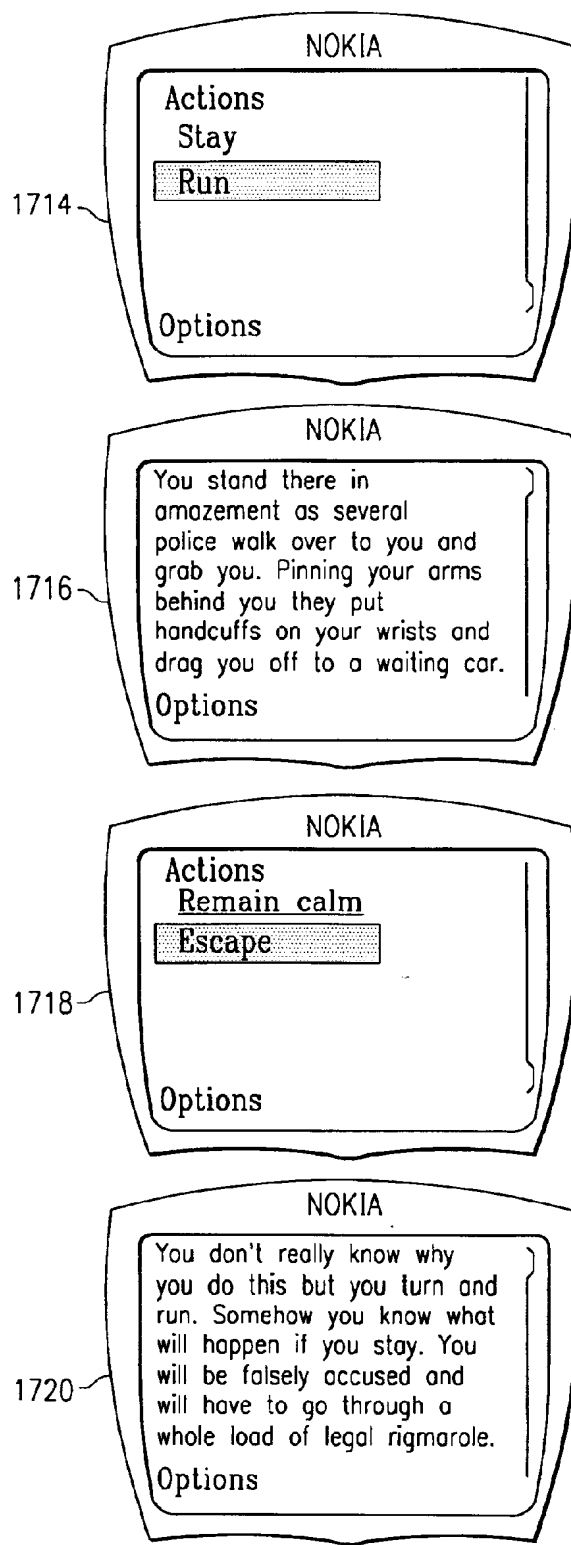 NOKIA
Actions
Stay
Run
1714
Options
NOKIA
You stand there in
amazement as several
police walk over to you and
grab you. Pinning your arms
1716
behind you they put
handcuffs on your wrists and
drag you off to a waiting car.
Options
NOKIA
Actions
Remain calm
Escape
1718
Options
NOKIA
You don't really know why
you do this but you turn and
run. Somehow you know what
will happen if you stay. You
will be falsely accused and
1720
will have to go through a
whole load of legal rigmarole.
Options